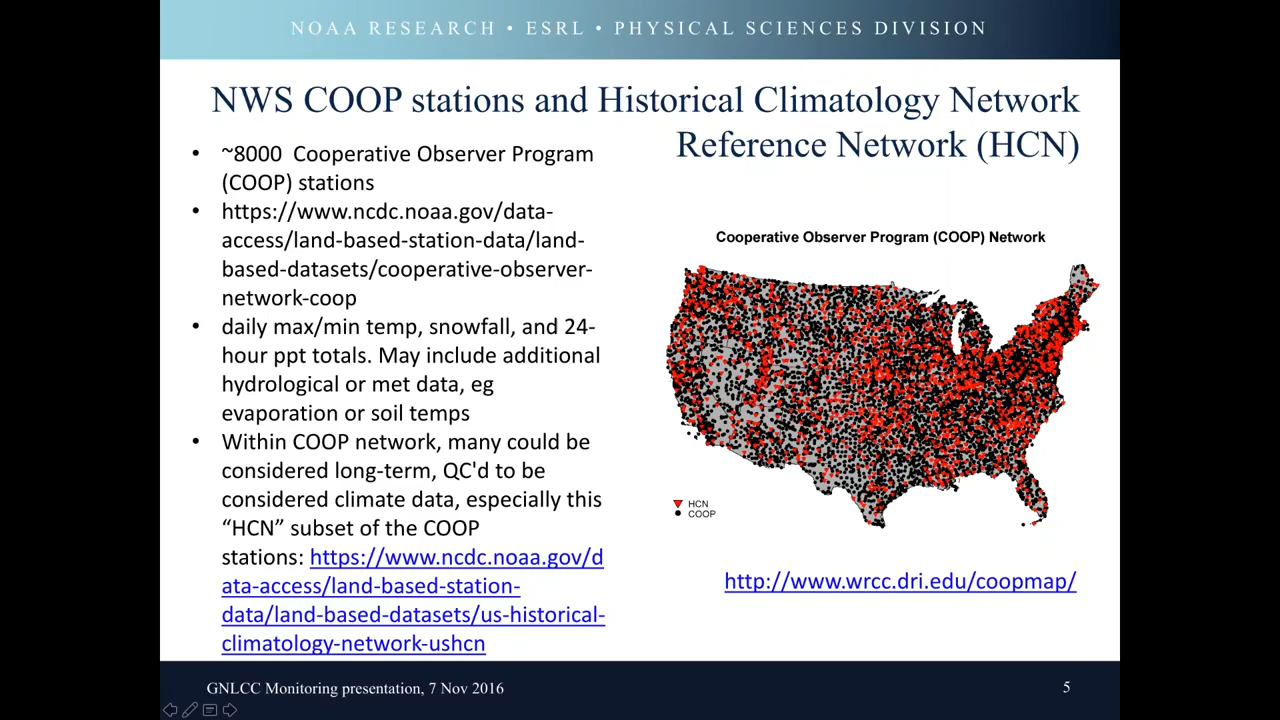 NOAA RESEARCH • ESRL • PHYSICAL SCIENCES DIVISION
NWS COOP stations and Historical Climatology Network
Reference Network (HCN)
• ~8000 Cooperative Observer Program
(COOP) stations
• https://www.ncdc.noaa.gov/data-
access/land-based-station-data/land-
based-datasets/cooperative-observer-
network-coop
• daily max/min temp, snowfall, and 24-
hour ppt totals. May include additional
hydrological or met data, eg
evaporation or soil temps
• Within COOP network, many could be
considered long-term, QC'd to be
considered climate data, especially this
“HCN” subset of the COOP
stations: https://www.ncdc.noaa.gov/d
ata-access/land-based-station-
data/land-based-datasets/us-historical-
climatology-network-ushcn
Cooperative Observer Program (COOP) Network
HCN
COOP
http://www.wrcc.dri.edu/coopmap/
GNLCC Monitoring presentation, 7 Nov 2016
5